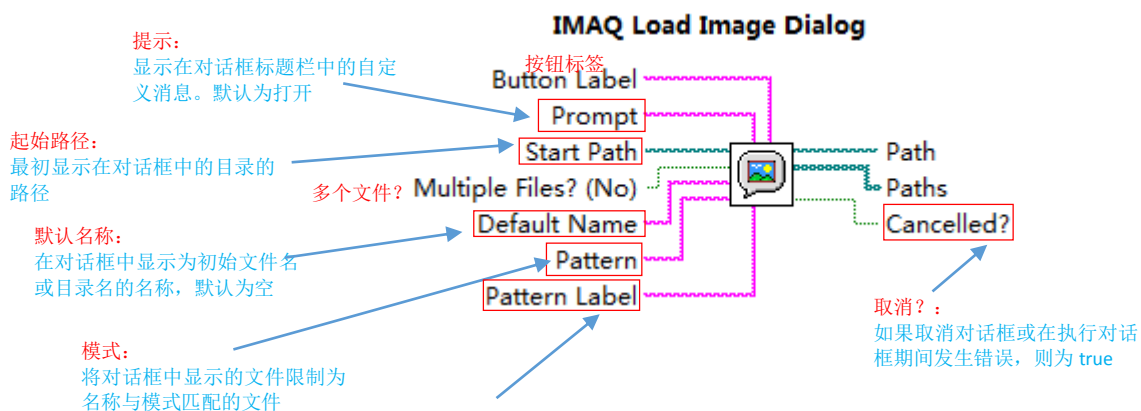 IMAQ Load Image Dialog
提示：
显示在对话框标题栏中的自定
义消息。默认为打开
按钮标签
Button Label
Prompt
起始路径：
最初显示在对话框中的目录的
路径
Start Path
Path
多个文件？
Multiple Files? (No)
Paths
默认名称：
在对话框中显示为初始文件名
或目录名的名称，默认为空
Default Name
Cancelled?
Pattern
Pattern Label
模式：
将对话框中显示的文件限制为
名称与模式匹配的文件
取消？：
如果取消对话框或在执行对话
框期间发生错误，则为 true